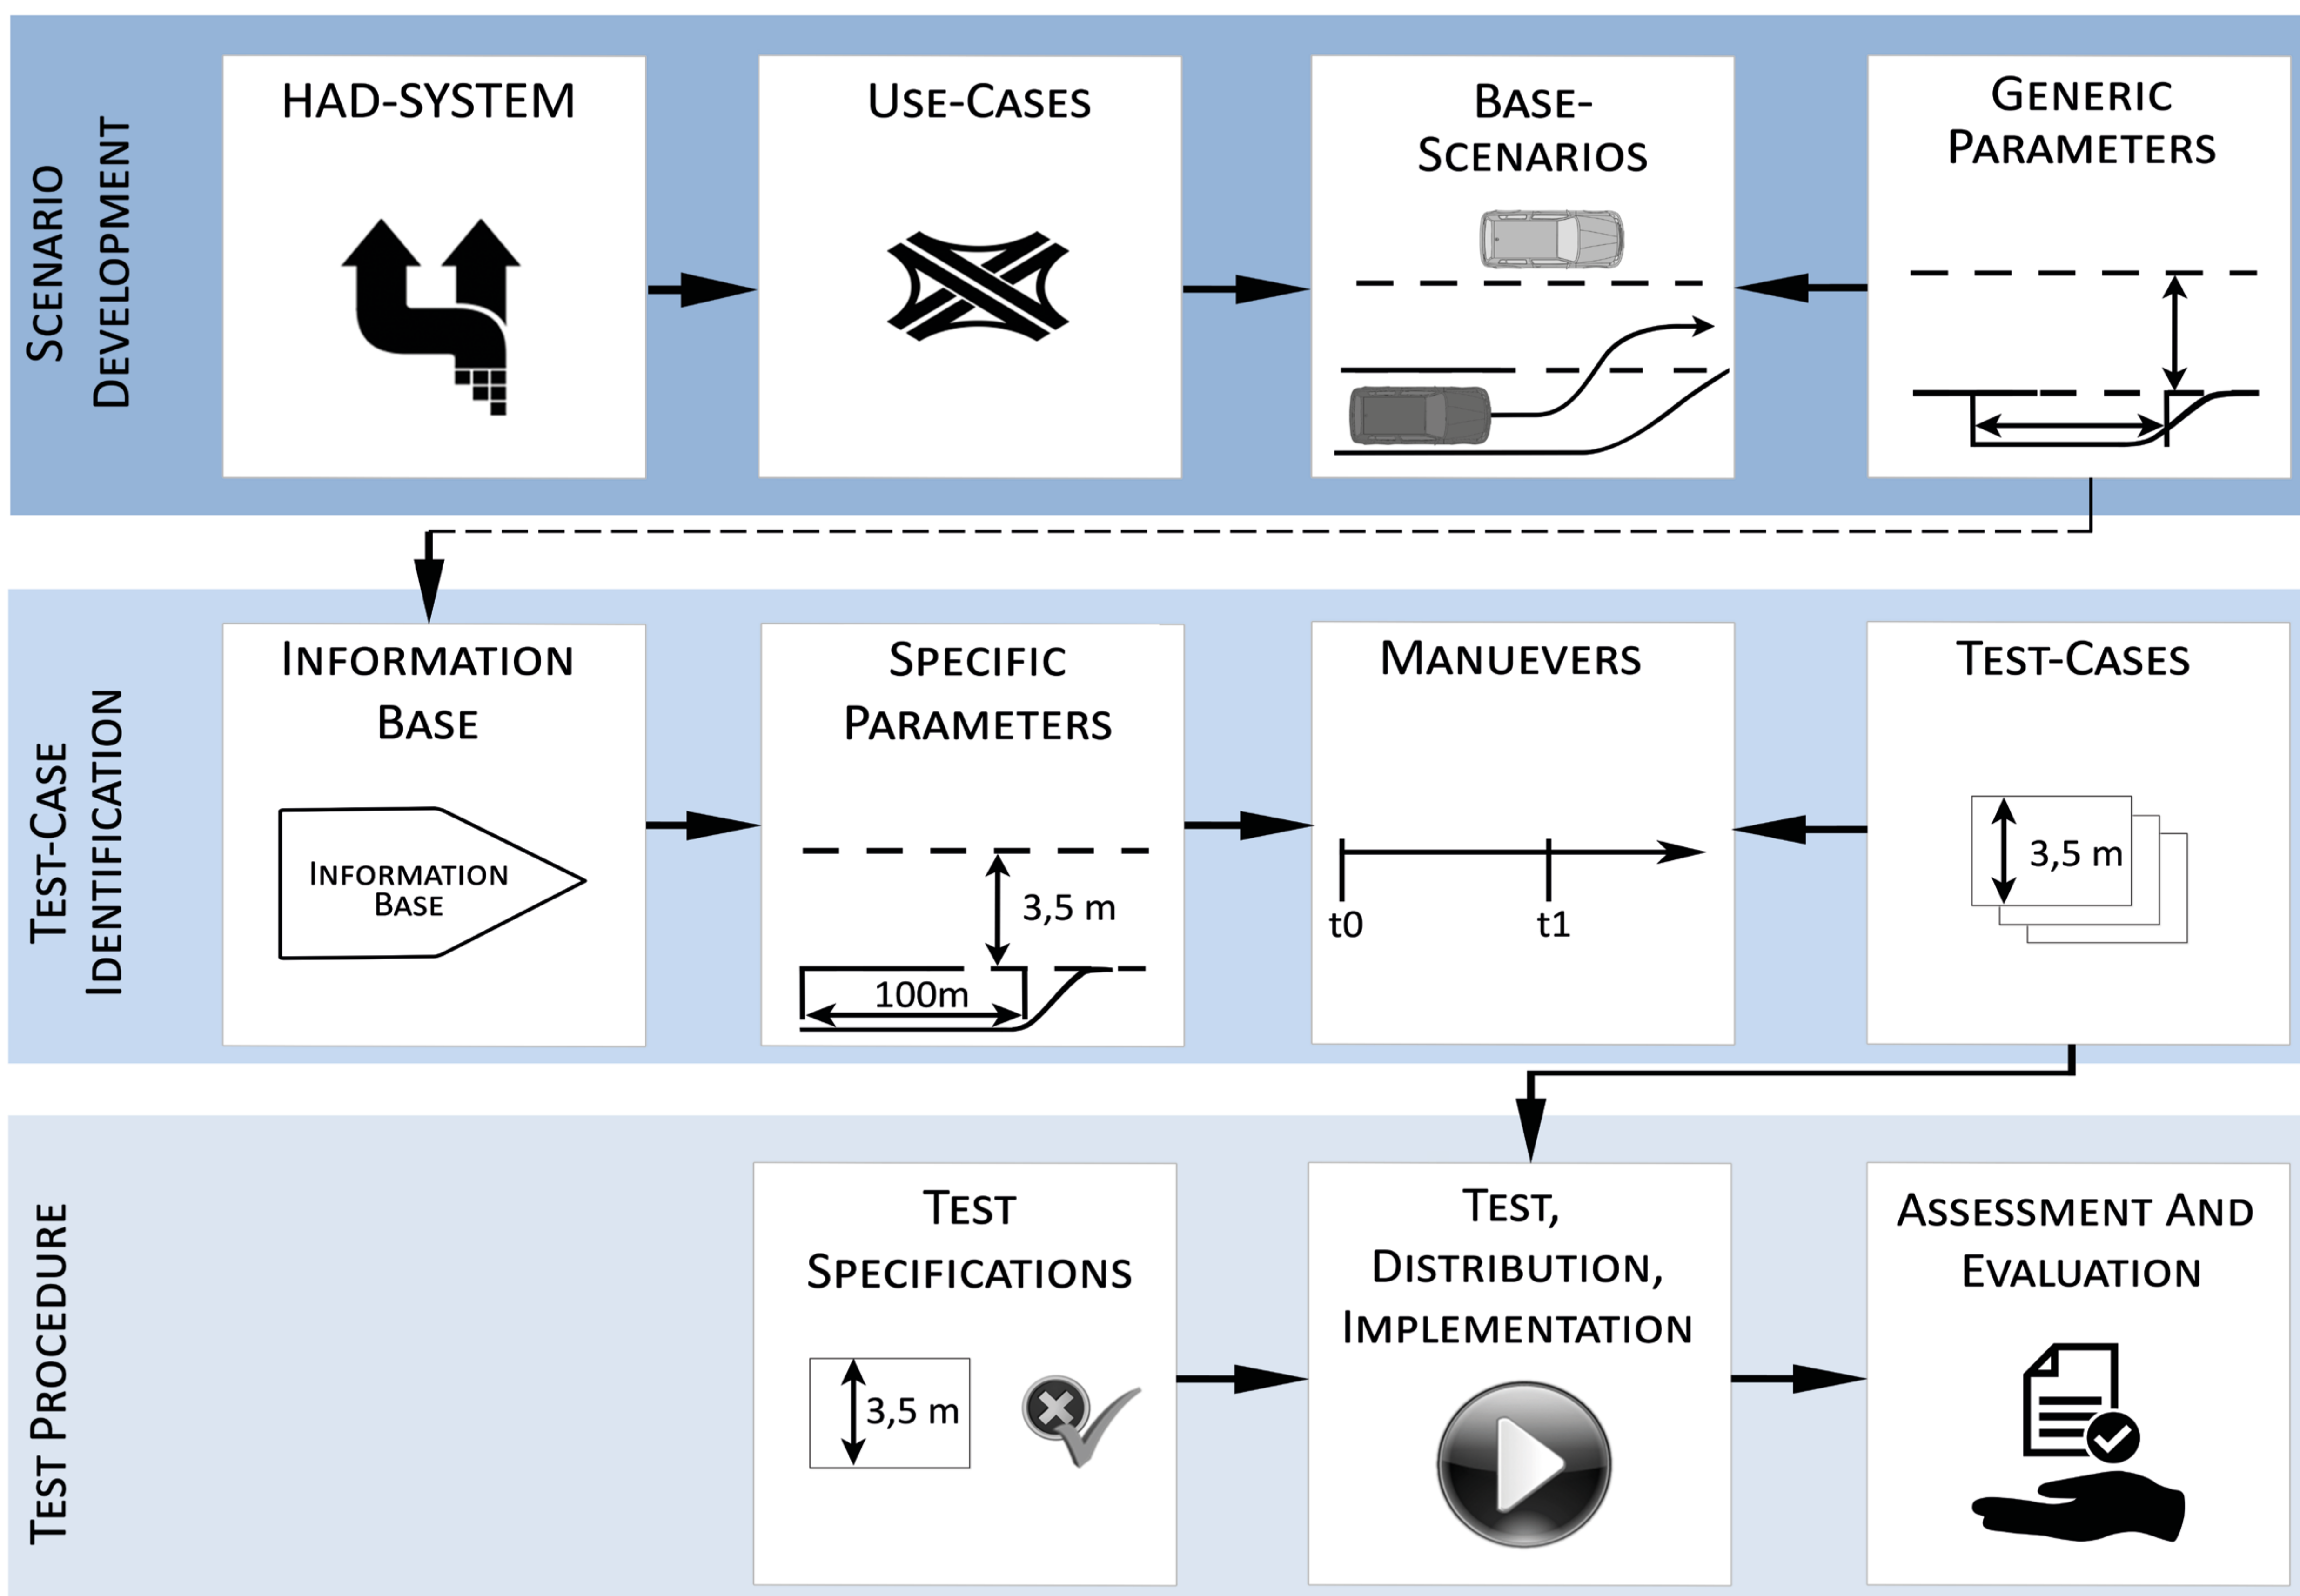 SCENARIO
DEVELOPMENT
HAD-SYSTEM
USE-CASES
BASE-
SCENARIOS
GENERIC
PARAMETERS
TEST-CASE
IDENTIFICATION
INFORMATION
BASE
INFORMATION
BASE
SPECIFIC
PARAMETERS
3,5 m
100m
MANUEVERS
t0
t1
TEST-CASES
3,5 m
TEST PROCEDURE
TEST
SPECIFICATIONS
3,5 m
TEST,
DISTRIBUTION,
IMPLEMENTATION
ASSESSMENT AND
EVALUATION